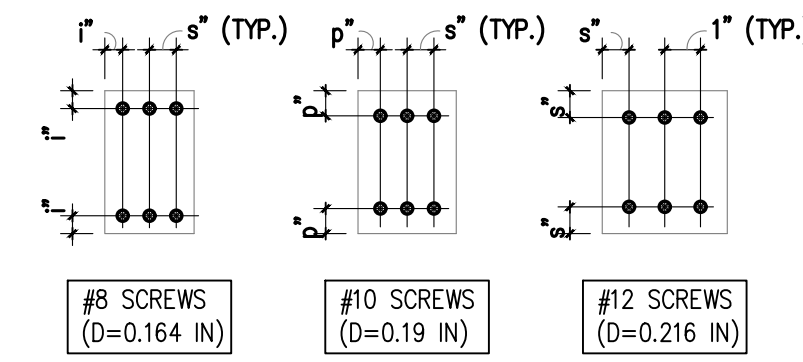 i" s" (TYP.) p" s" (TYP.) s" 1" (TYP.
i" p" s"
i" p" s"
#8 SCREWS #10 SCREWS #12 SCREWS
(D=0.164 IN) (D=0.19 IN) (D=0.216 IN)